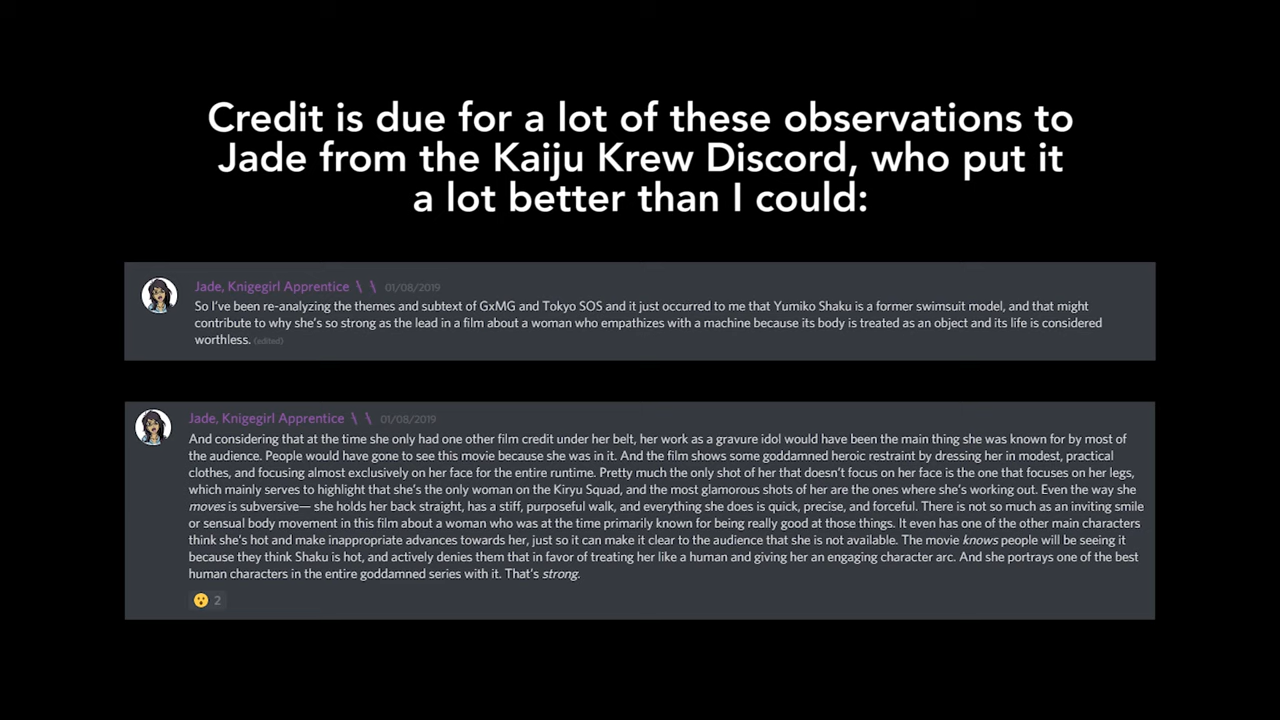 Credit is due for a lot of these observations to
Jade from the Kaiju Krew Discord, who put it
a lot better than I could:
Jade, Knigegirl Apprentice \ \ 01/08/2019
So I've been re-analyzing the themes and subtext of GxMG and Tokyo SOS and it just occurred to me that Yumiko Shaku is a former swimsuit model, and that might
contribute to why she's so strong as the lead in a film about a woman who empathizes with a machine because its body is treated as an object and its life is considered
worthless. (edited)
Jade, Knigegirl Apprentice \ \ 01/08/2019
And considering that at the time she only had one other film credit under her belt, her work as a gravure idol would have been the main thing she was known for by most of
the audience. People would have gone to see this movie because she was in it. And the film shows some goddamned heroic restraint by dressing her in modest, practical
clothes, and focusing almost exclusively on her face for the entire runtime. Pretty much the only shot of her that doesn't focus on her face is the one that focuses on her legs,
which mainly serves to highlight that she's the only woman on the Kiryu Squad, and the most glamorous shots of her are the ones where she's working out. Even the way she
moves is subversive— she holds her back straight, has a stiff, purposeful walk, and everything she does is quick, precise, and forceful. There is not so much as an inviting smile
or sensual body movement in this film about a woman who was at the time primarily known for being really good at those things. It even has one of the other main characters
think she's hot and make inappropriate advances towards her, just so it can make it clear to the audience that she is not available. The movie knows people will be seeing it
because they think Shaku is hot, and actively denies them that in favor of treating her like a human and giving her an engaging character arc. And she portrays one of the best
human characters in the entire goddamned series with it. That's strong.
2